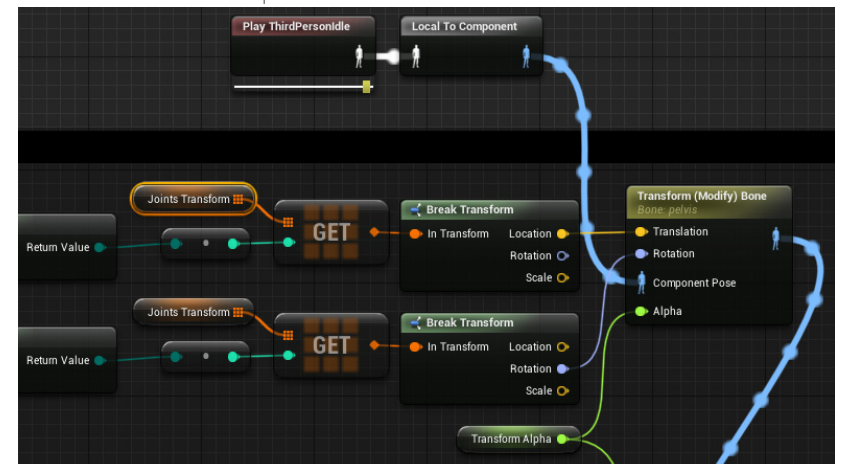 Play ThirdPersonIdle
Local To Component
Joints Transform
GET
Break Transform
In Transform
Location
Rotation
Scale
Return Value
Transform (Modify) Bone
Bone: pelvis
Translation
Rotation
Component Pose
Alpha
Joints Transform
GET
Break Transform
In Transform
Location
Rotation
Scale
Return Value
Transform Alpha